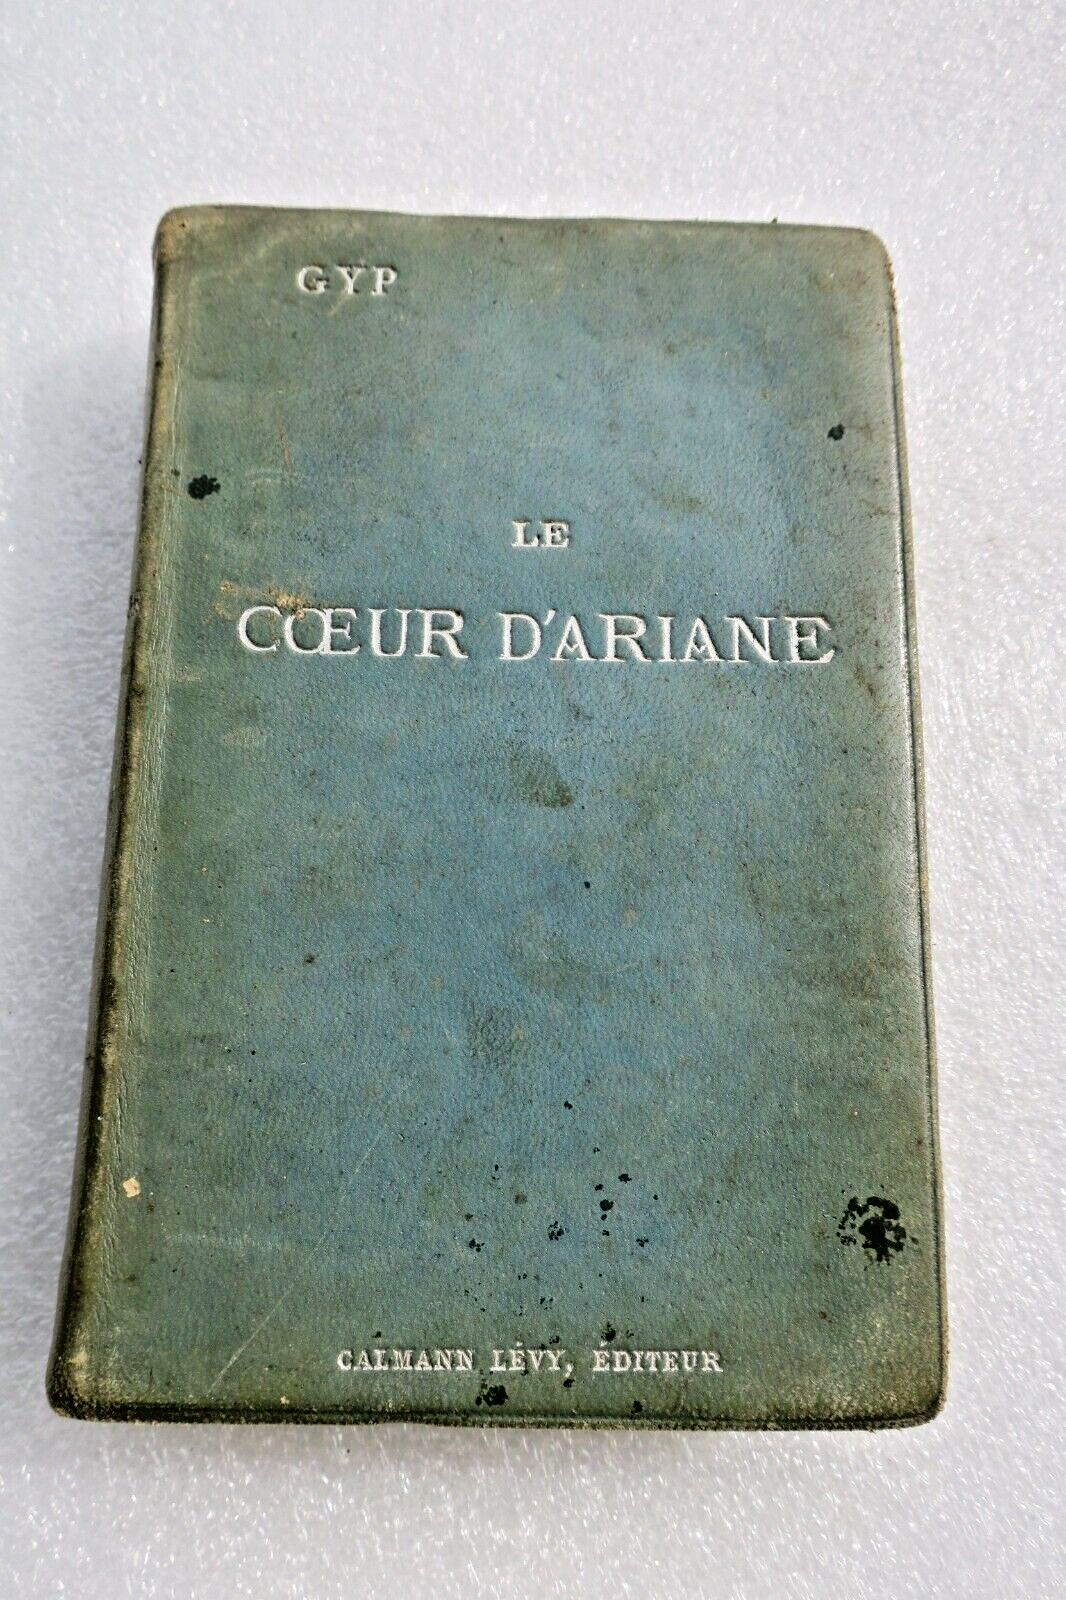 GYP
LE
CŒUR D'ARIANE
CALMANN LÉVY, ÉDITEUR